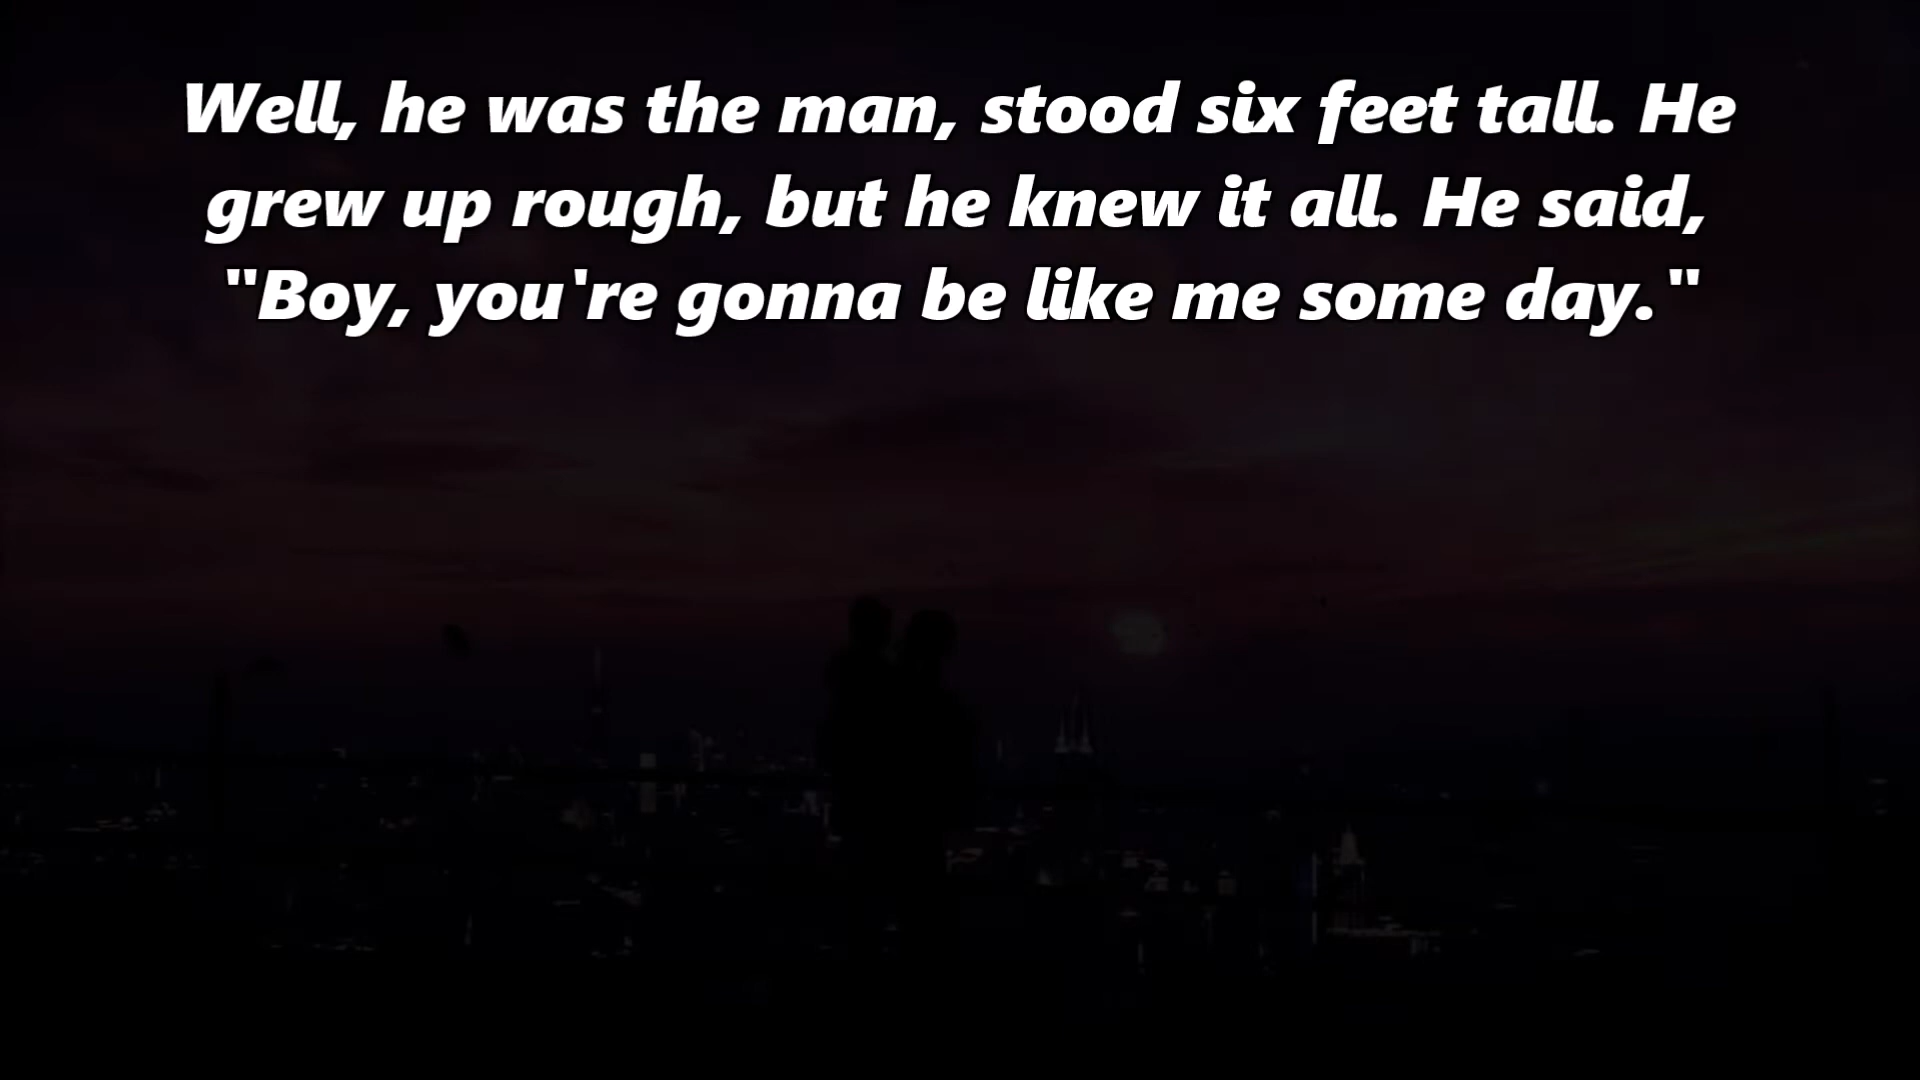 Well, he was the man, stood six feet tall. He
grew up rough, but he knew it all. He said,
"Boy, you're gonna be like me some day."